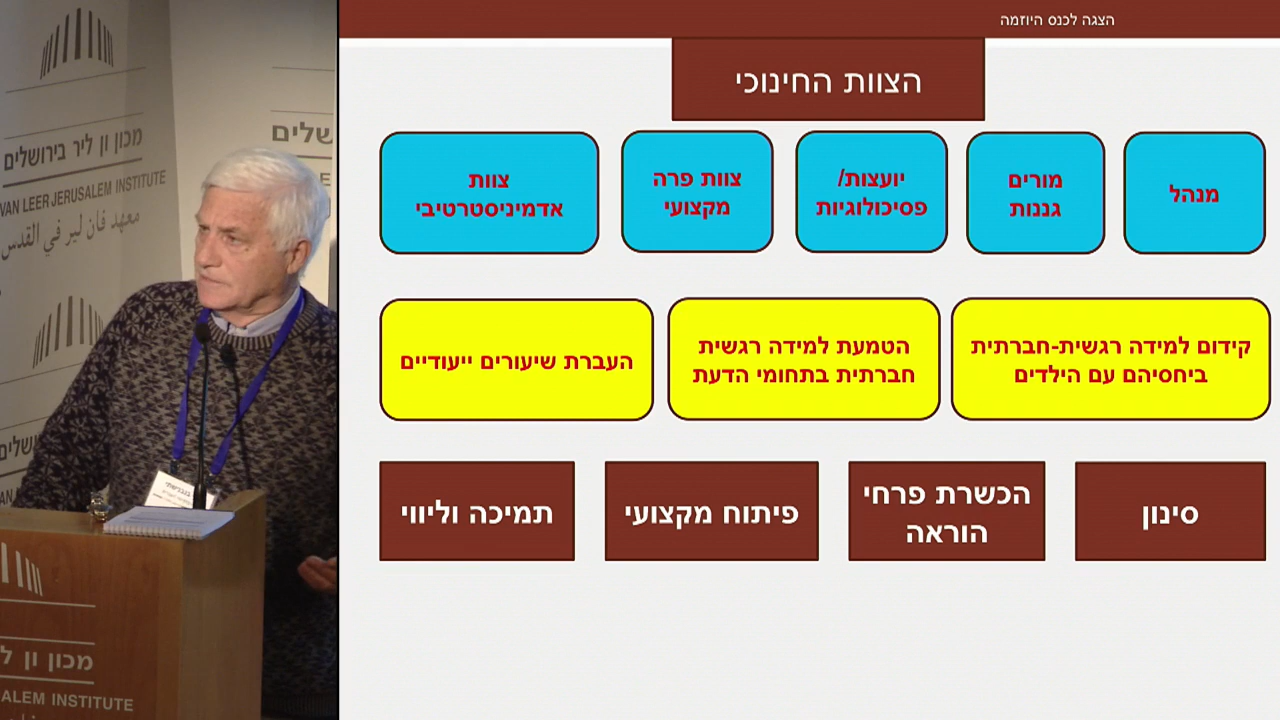 הצגה לכנס היוזמה
הצוות החינוכי
מנהל
מורים
גננות
יועצות/
פסיכולוגיות
צוות פרה
מקצועי
צוות
אדמיניסטרטיבי
קידום למידה רגשית-חברתית
ביחסיהם עם הילדים
הטמעת למידה רגשית
חברתית בתחומי הדעת
העברת שיעורים ייעודיים
סינון
הכשרת פרחי
הוראה
פיתוח מקצועי
תמיכה וליווי
מכון ון ליר בירושלים
VAN LEER JERUSALEM INSTITUTE
معهد فان لير في القدس
מכון ון ל
ALEM INSTITUTE